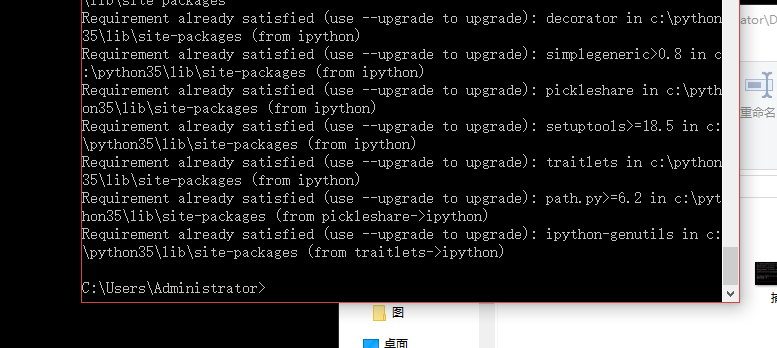 \lib\site-packages
Requirement already satisfied (use --upgrade to upgrade): decorator in c:\python
35\lib\site-packages (from ipython)
Requirement already satisfied (use --upgrade to upgrade): simplegeneric>0.8 in c
:\python35\lib\site-packages (from ipython)
Requirement already satisfied (use --upgrade to upgrade): pickleshare in c:\pyth
on35\lib\site-packages (from ipython)
Requirement already satisfied (use --upgrade to upgrade): setuptools>=18.5 in c:
\python35\lib\site-packages (from ipython)
Requirement already satisfied (use --upgrade to upgrade): traitlets in c:\python
35\lib\site-packages (from ipython)
Requirement already satisfied (use --upgrade to upgrade): path.py>=6.2 in c:\pyt
hon35\lib\site-packages (from pickleshare->ipython)
Requirement already satisfied (use --upgrade to upgrade): ipython-genutils in c:
\python35\lib\site-packages (from traitlets->ipython)
C:\Users\Administrator>
ator\D
重命名
图
桌面